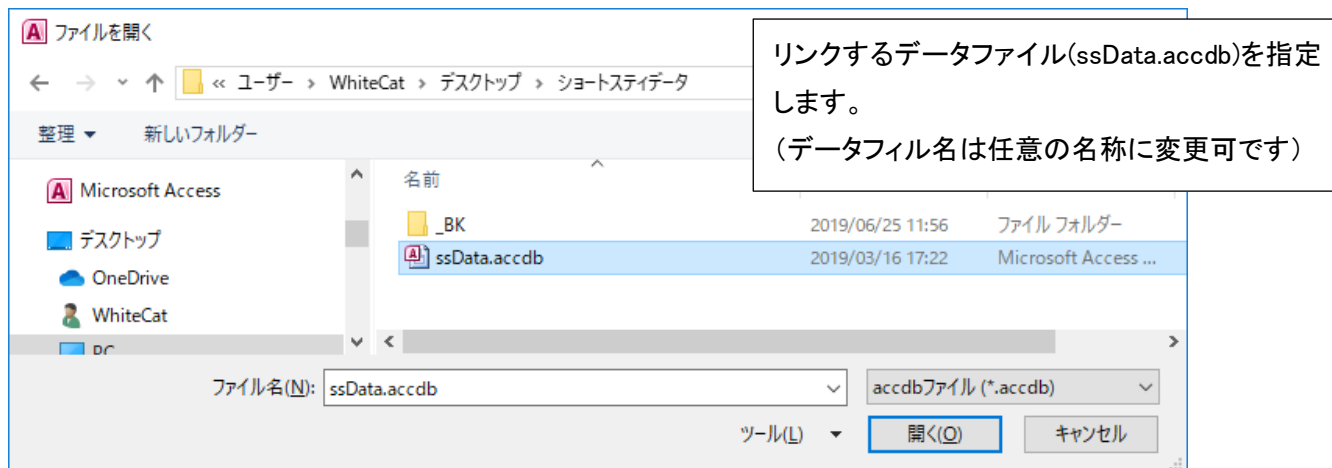 ファイルを開く
リンクするデータファイル(ssData.accdb)を指定
します。
（データフィル名は任意の名称に変更可です）
« ユーザー › WhiteCat › デスクトップ › ショートスティデータ
整理 新しいフォルダー
名前
Microsoft Access
デスクトップ
OneDrive
WhiteCat
PC
_BK 2019/06/25 11:56 ファイル フォルダー
ssData.accdb 2019/03/16 17:22 Microsoft Access ...
ファイル名(N): ssData.accdb accdbファイル (*.accdb)
ツール(L) 開く(O) キャンセル